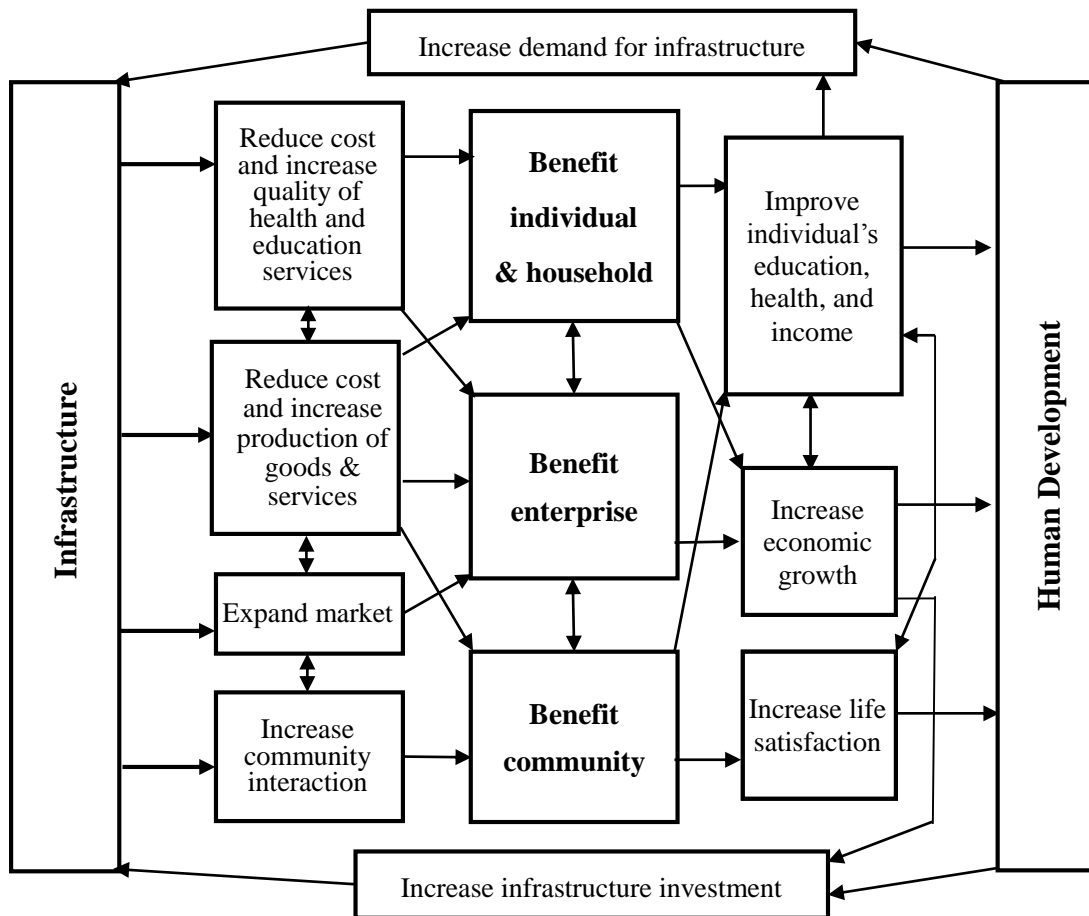 Increase demand for infrastructure
Infrastructure
Reduce cost
and increase
quality of
health and
education
services
Reduce cost
and increase
production of
goods &
services
Expand market
Increase
community
interaction
Benefit
individual
& household
Benefit
enterprise
Benefit
community
Improve
individual’s
education,
health, and
income
Increase
economic
growth
Increase life
satisfaction
Human Development
Increase infrastructure investment